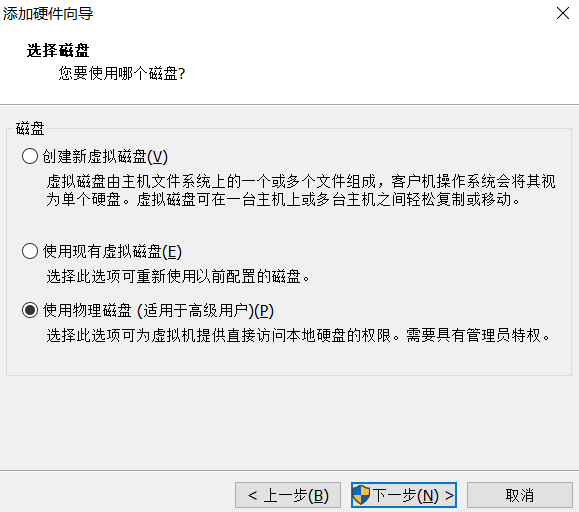 添加硬件向导
选择磁盘
您要使用哪个磁盘?
磁盘
创建新虚拟磁盘(V)
虚拟磁盘由主机文件系统上的一个或多个文件组成，客户机操作系统会将其视
为单个硬盘。虚拟磁盘可在一台主机上或多台主机之间轻松复制或移动。
使用现有虚拟磁盘(E)
选择此选项可重新使用以前配置的磁盘。
使用物理磁盘 (适用于高级用户)(P)
选择此选项可为虚拟机提供直接访问本地硬盘的权限。需要具有管理员特权。
< 上一步(B)
下一步(N) >
取消